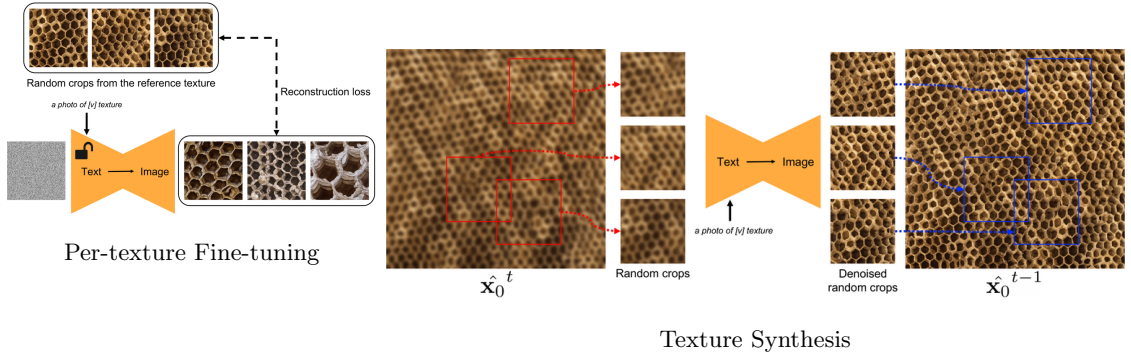 Random crops from the reference texture
a photo of [v] texture
Reconstruction loss
Text → Image
Per-texture Fine-tuning
Random crops
Text → Image
a photo of [v] texture
Denoised
random crops
x̂₀ᵗ
x̂₀ᵗ⁻¹
Texture Synthesis